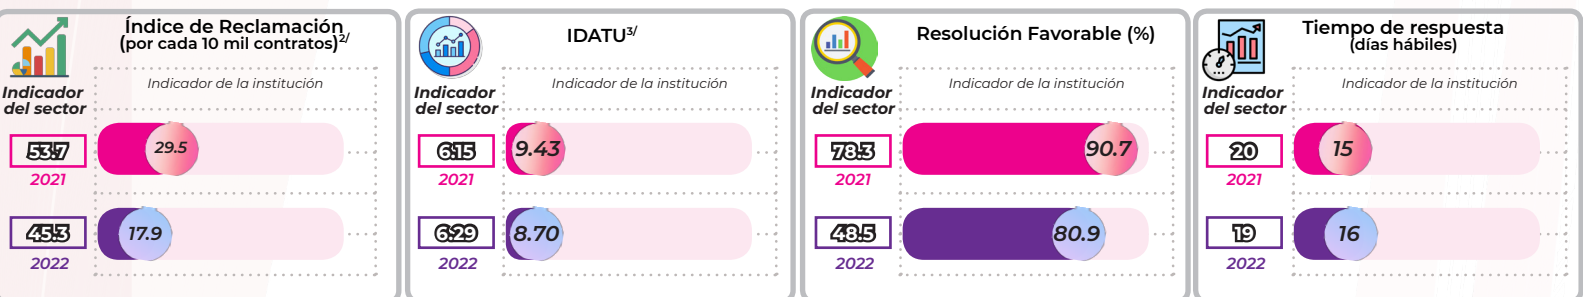 Índice de Reclamación
(por cada 10 mil contratos)2/
Indicador de la institución
Indicador
del sector
53.7
29.5
2021
45.3
17.9
2022
IDATU3/
Indicador de la institución
Indicador
del sector
6.15
9.43
2021
6.29
8.70
2022
Resolución Favorable (%)
Indicador de la institución
Indicador
del sector
78.3
90.7
2021
48.5
80.9
2022
Tiempo de respuesta
(días hábiles)
Indicador de la institución
Indicador
del sector
20
15
2021
19
16
2022